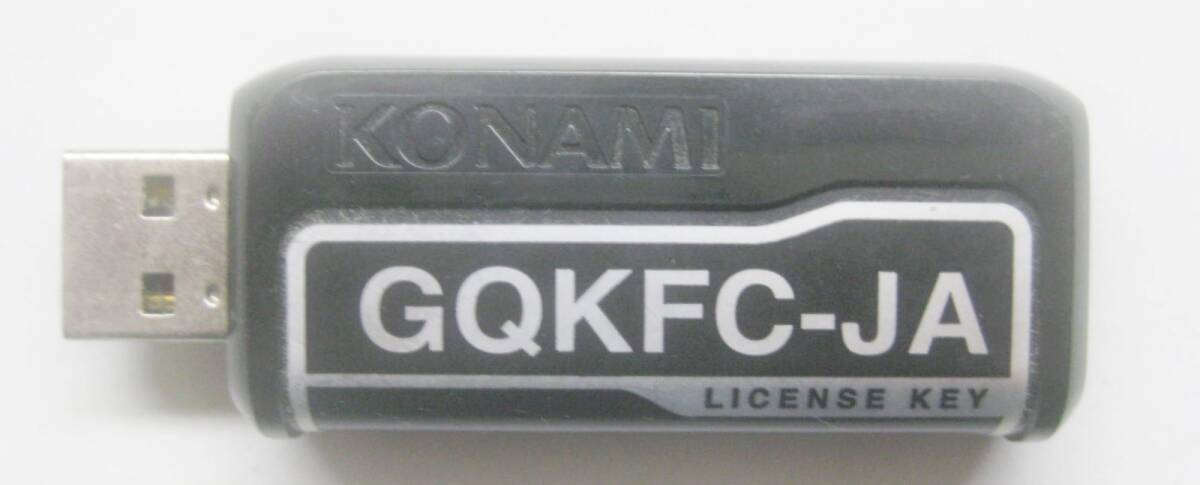 KONAMI
GQKFC-JA
LICENSE KEY